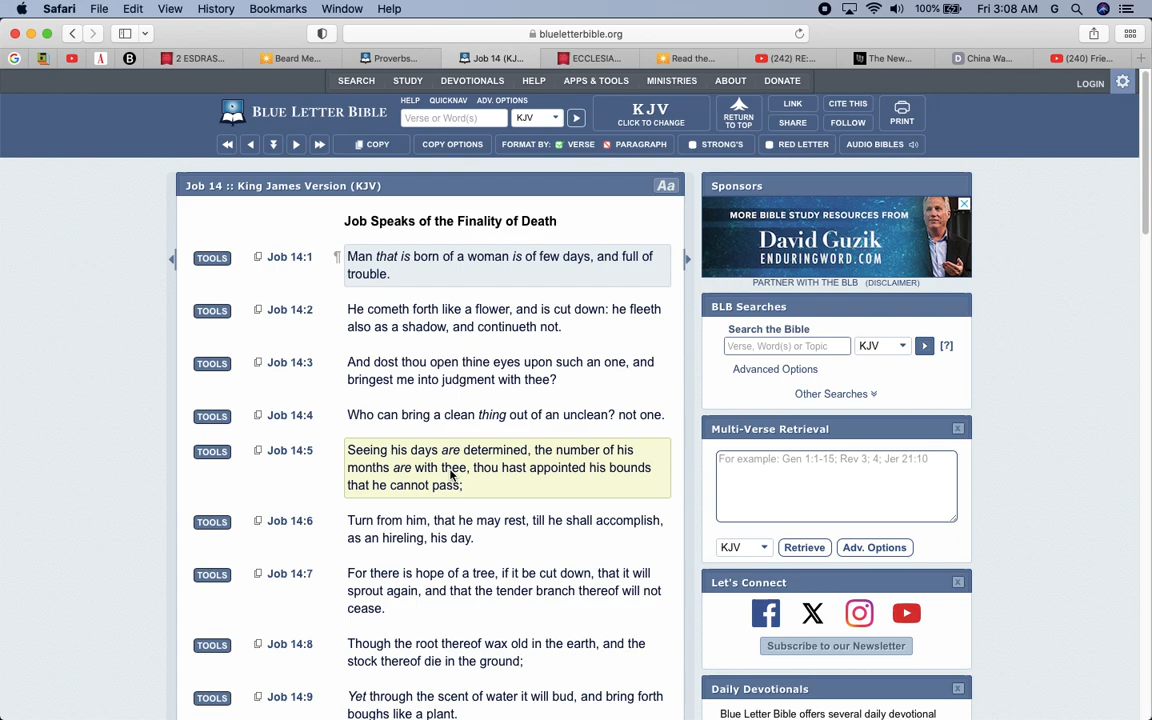 Safari File Edit View History Bookmarks Window Help 100% Fri 3:08 AM G
blueletterbible.org
G A B 2 ESDRAS... Beard Me... Proverbs... Job 14 (KJ... ECCLESIA... Read the... (242) RE:... The New... China Wa... (240) Frie...
SEARCH STUDY DEVOTIONALS HELP APPS & TOOLS MINISTRIES ABOUT DONATE LOGIN
BLUE LETTER BIBLE
HELP QUICKNAV ADV. OPTIONS
Verse or Word(s) KJV
KJV
CLICK TO CHANGE
RETURN
TO TOP
LINK CITE THIS
SHARE FOLLOW
PRINT
COPY COPY OPTIONS FORMAT BY: VERSE PARAGRAPH STRONG'S RED LETTER AUDIO BIBLES
Job 14 :: King James Version (KJV) Aa
Job Speaks of the Finality of Death
TOOLS Job 14:1 ¶ Man that is born of a woman is of few days, and full of
trouble.
TOOLS Job 14:2 He cometh forth like a flower, and is cut down: he fleeth
also as a shadow, and continueth not.
TOOLS Job 14:3 And dost thou open thine eyes upon such an one, and
bringest me into judgment with thee?
TOOLS Job 14:4 Who can bring a clean thing out of an unclean? not one.
TOOLS Job 14:5 Seeing his days are determined, the number of his
months are with thee, thou hast appointed his bounds
that he cannot pass;
TOOLS Job 14:6 Turn from him, that he may rest, till he shall accomplish,
as an hireling, his day.
TOOLS Job 14:7 For there is hope of a tree, if it be cut down, that it will
sprout again, and that the tender branch thereof will not
cease.
TOOLS Job 14:8 Though the root thereof wax old in the earth, and the
stock thereof die in the ground;
TOOLS Job 14:9 Yet through the scent of water it will bud, and bring forth
boughs like a plant.
Sponsors
MORE BIBLE STUDY RESOURCES FROM
David Guzik
ENDURINGWORD.COM
PARTNER WITH THE BLB (DISCLAIMER)
BLB Searches
Search the Bible
Verse, Word(s) or Topic KJV [?]
Advanced Options
Other Searches
Multi-Verse Retrieval
For example: Gen 1:1-15; Rev 3; 4; Jer 21:10
KJV Retrieve Adv. Options
Let's Connect
Subscribe to our Newsletter
Daily Devotionals
Blue Letter Bible offers several daily devotional